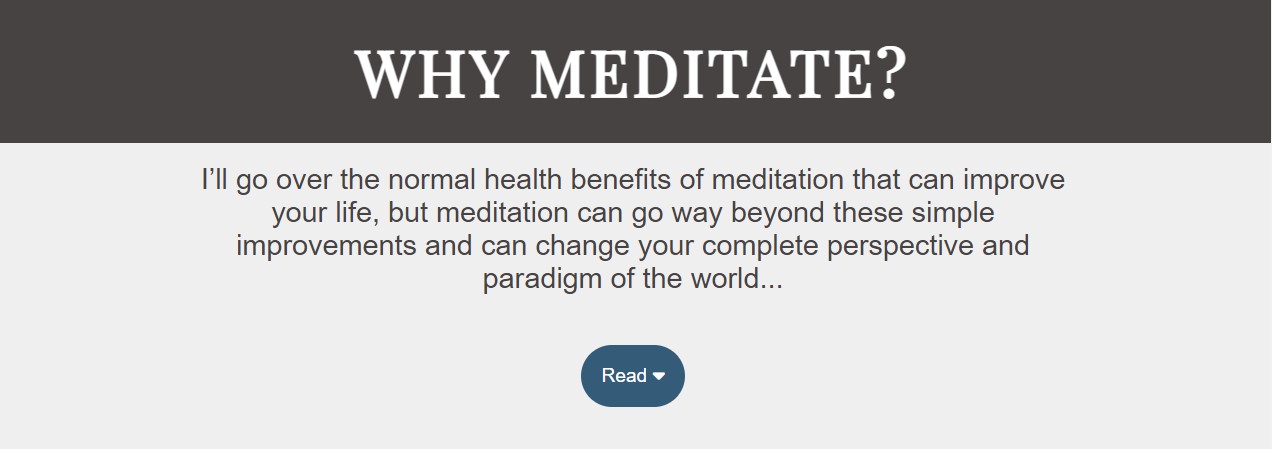 WHY MEDITATE?
I’ll go over the normal health benefits of meditation that can improve
your life, but meditation can go way beyond these simple
improvements and can change your complete perspective and
paradigm of the world...
Read